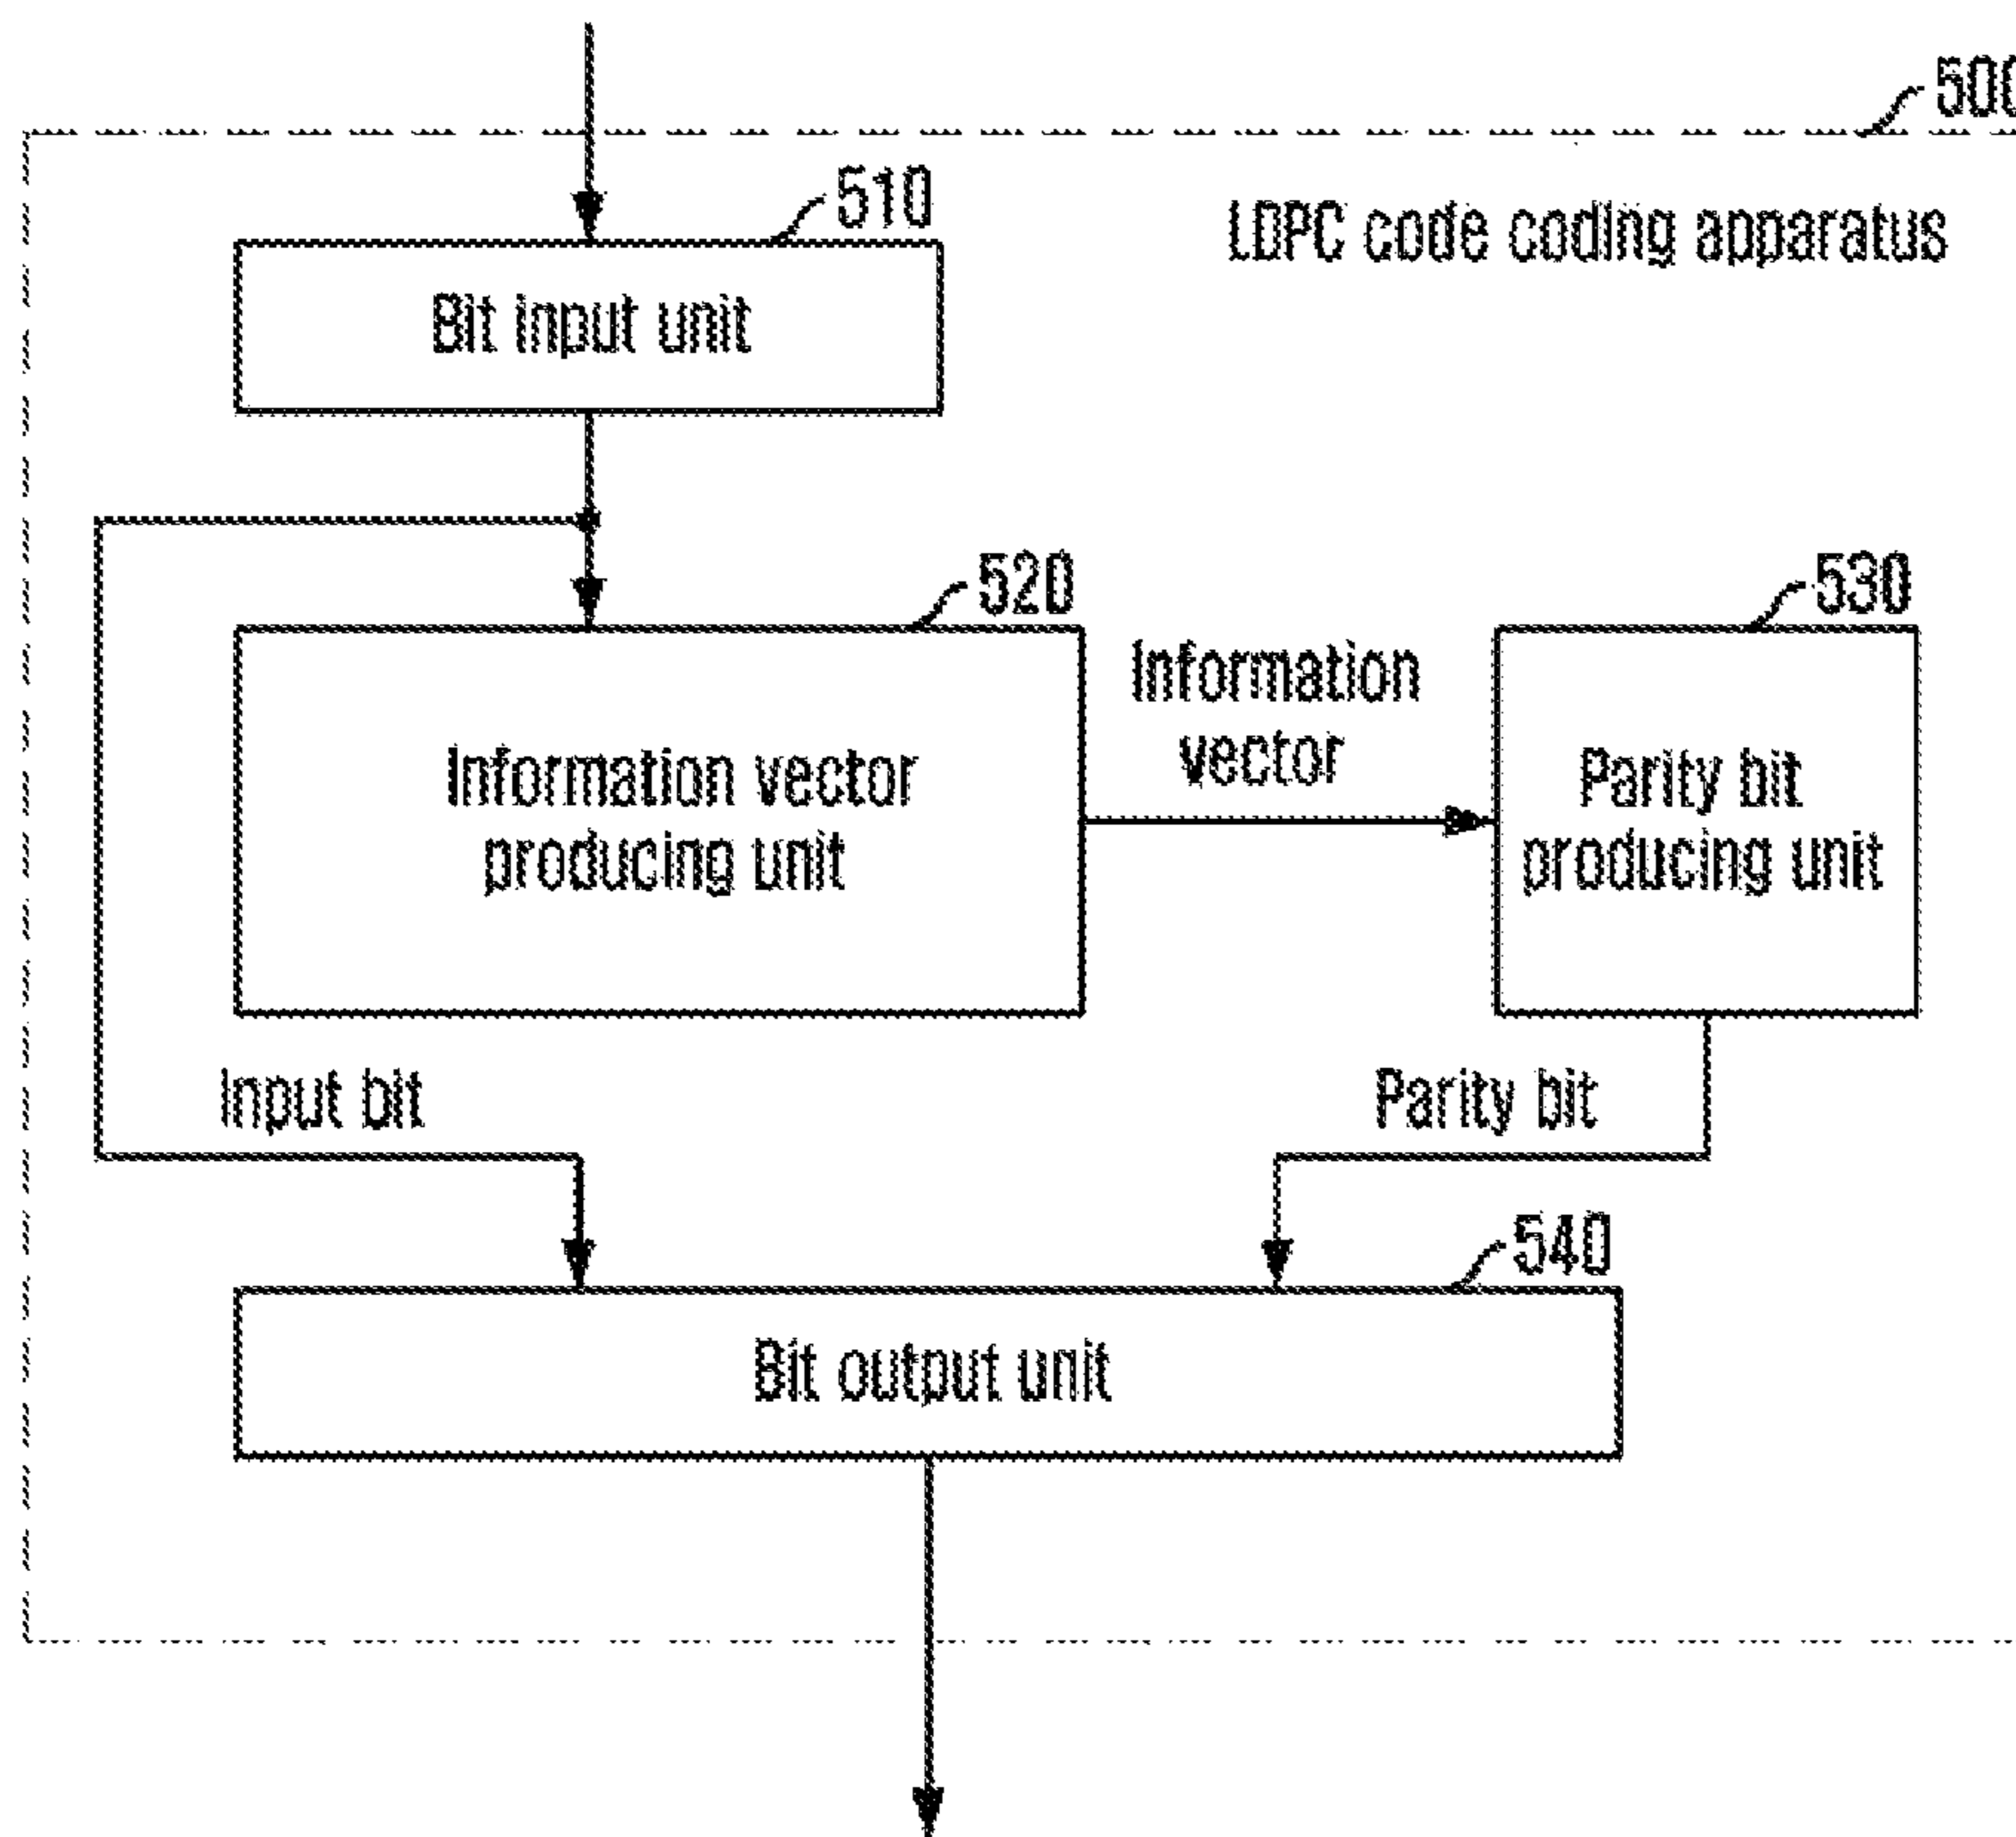 500
510
LDPC code coding apparatus
Bit input unit
520
530
Information
vector
Information vector
producing unit
Parity bit
producing unit
Input bit
Parity bit
540
Bit output unit